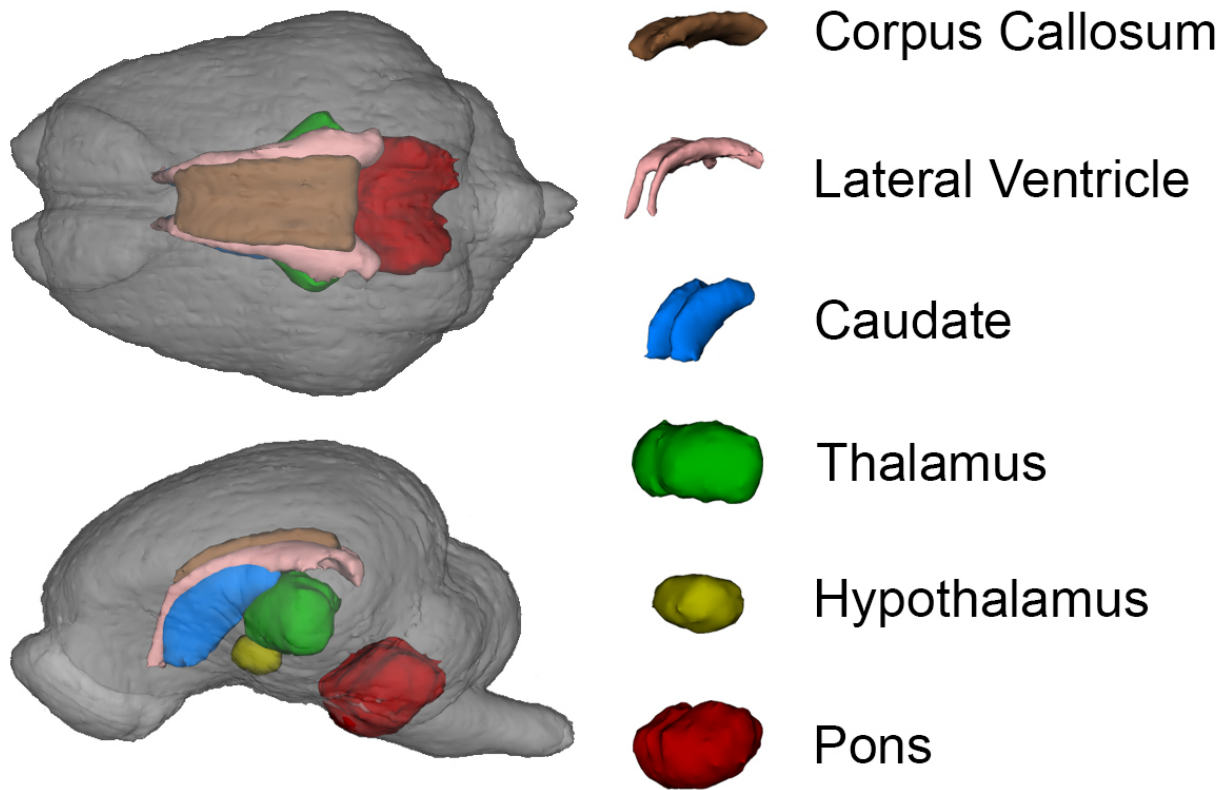 Corpus Callosum
Lateral Ventricle
Caudate
Thalamus
Hypothalamus
Pons